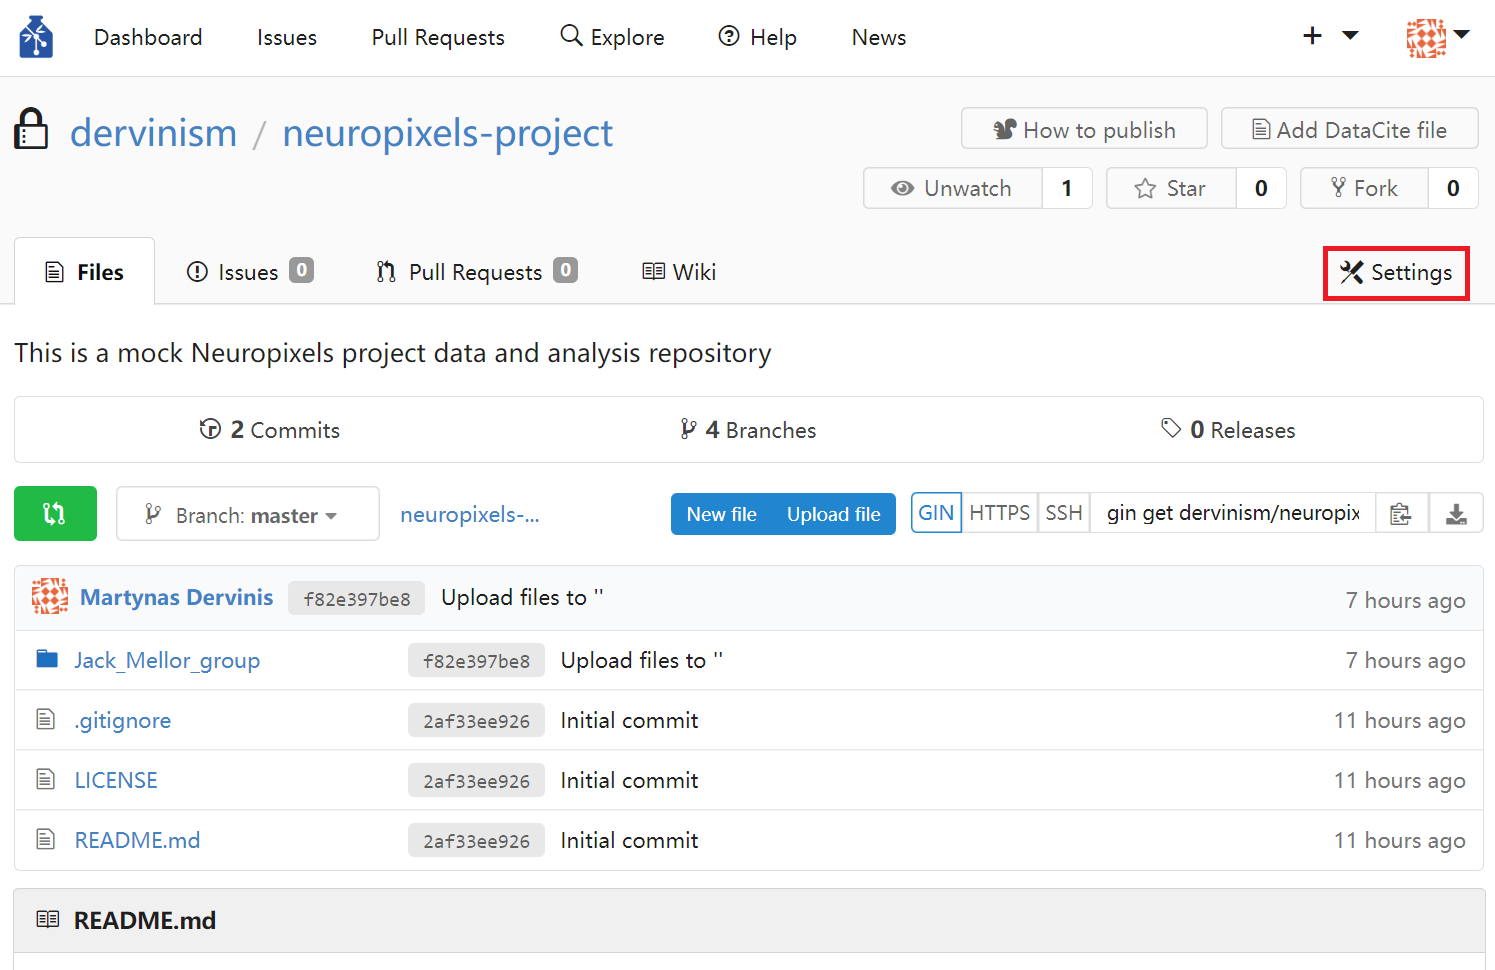 Dashboard Issues Pull Requests Explore Help News
dervinism / neuropixels-project
How to publish Add DataCite file
Unwatch 1 Star 0 Fork 0
Files Issues 0 Pull Requests 0 Wiki Settings
This is a mock Neuropixels project data and analysis repository
2 Commits 4 Branches 0 Releases
Branch: master neuropixels-... New file Upload file GIN HTTPS SSH gin get dervinism/neuropix
Martynas Dervinis f82e397be8 Upload files to '' 7 hours ago
Jack_Mellor_group f82e397be8 Upload files to '' 7 hours ago
.gitignore 2af33ee926 Initial commit 11 hours ago
LICENSE 2af33ee926 Initial commit 11 hours ago
README.md 2af33ee926 Initial commit 11 hours ago
README.md